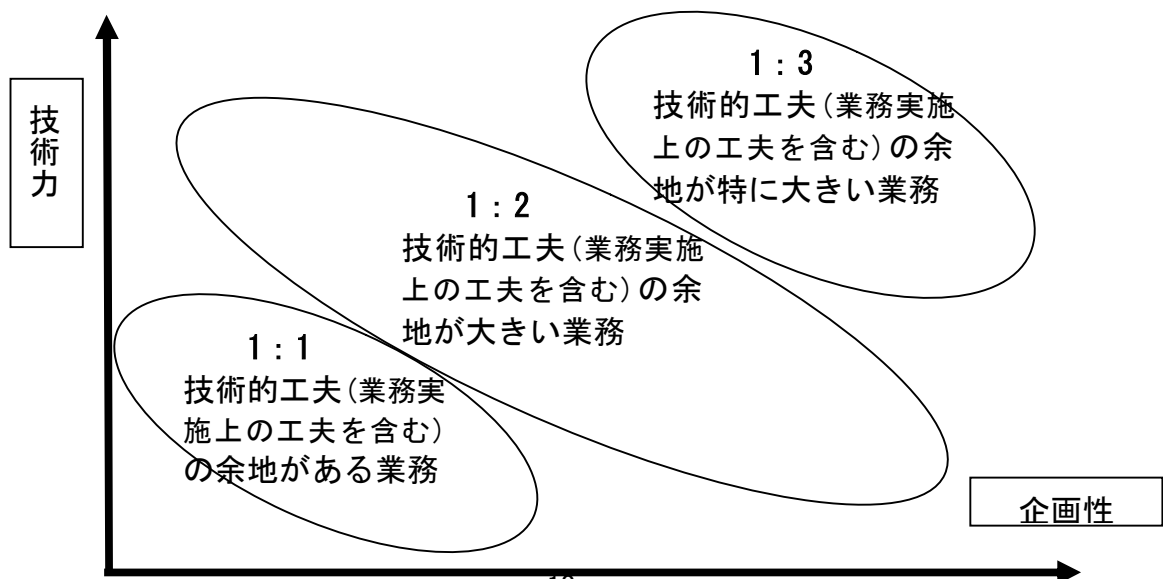 技術力
1：3
技術的工夫（業務実施
上の工夫を含む）の余
地が特に大きい業務
1：2
技術的工夫（業務実施
上の工夫を含む）の余
地が大きい業務
1：1
技術的工夫（業務実
施上の工夫を含む）
の余地がある業務
企画性